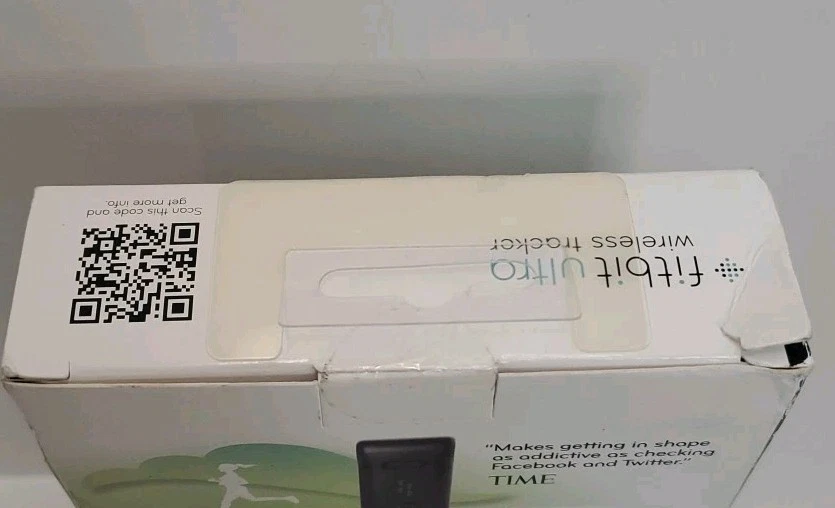 fitbit ultra
wireless tracker
Scan this code and
get more info.
"Makes getting in shape
as addictive as checking
Facebook and Twitter."
TIME